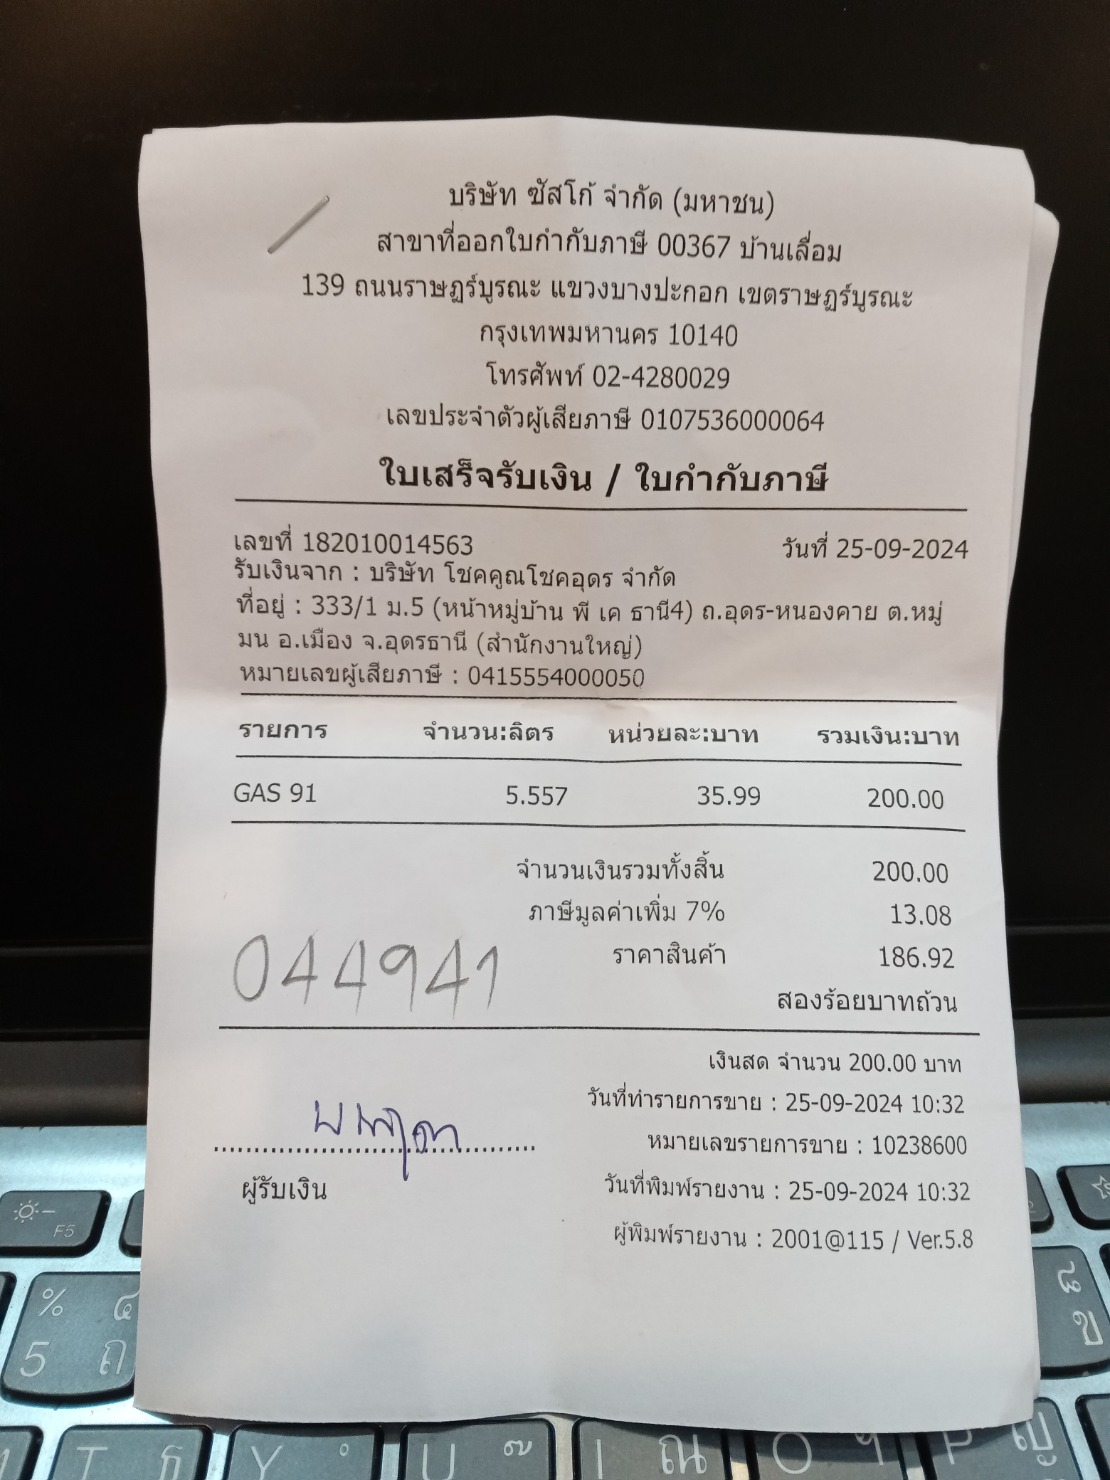 บริษัท ซัสโก้ จำกัด (มหาชน)
สาขาที่ออกใบกำกับภาษี 00367 บ้านเลื่อม
139 ถนนราษฎร์บูรณะ แขวงบางปะกอก เขตราษฎร์บูรณะ
กรุงเทพมหานคร 10140
โทรศัพท์ 02-4280029
เลขประจำตัวผู้เสียภาษี 0107536000064
ใบเสร็จรับเงิน / ใบกำกับภาษี
เลขที่ 182010014563 วันที่ 25-09-2024
รับเงินจาก : บริษัท โชคคูณโชคอุดร จำกัด
ที่อยู่ : 333/1 ม.5 (หน้าหมู่บ้าน พี เค ธานี4) ถ.อุดร-หนองคาย ต.หมู่
มน อ.เมือง จ.อุดรธานี (สำนักงานใหญ่)
หมายเลขผู้เสียภาษี : 0415554000050
รายการ จำนวน:ลิตร หน่วยละ:บาท รวมเงิน:บาท
GAS 91 5.557 35.99 200.00
จำนวนเงินรวมทั้งสิ้น 200.00
ภาษีมูลค่าเพิ่ม 7% 13.08
ราคาสินค้า 186.92
044941
สองร้อยบาทถ้วน
เงินสด จำนวน 200.00 บาท
วันที่ทำรายการขาย : 25-09-2024 10:32
หมายเลขรายการขาย : 10238600
ผู้รับเงิน
วันที่พิมพ์รายงาน : 25-09-2024 10:32
ผู้พิมพ์รายงาน : 2001@115 / Ver.5.8
F5
% ๔
5 ถ
๘
ข
T ธ Y ํ U ๊ I ณ O ฯ P ญ